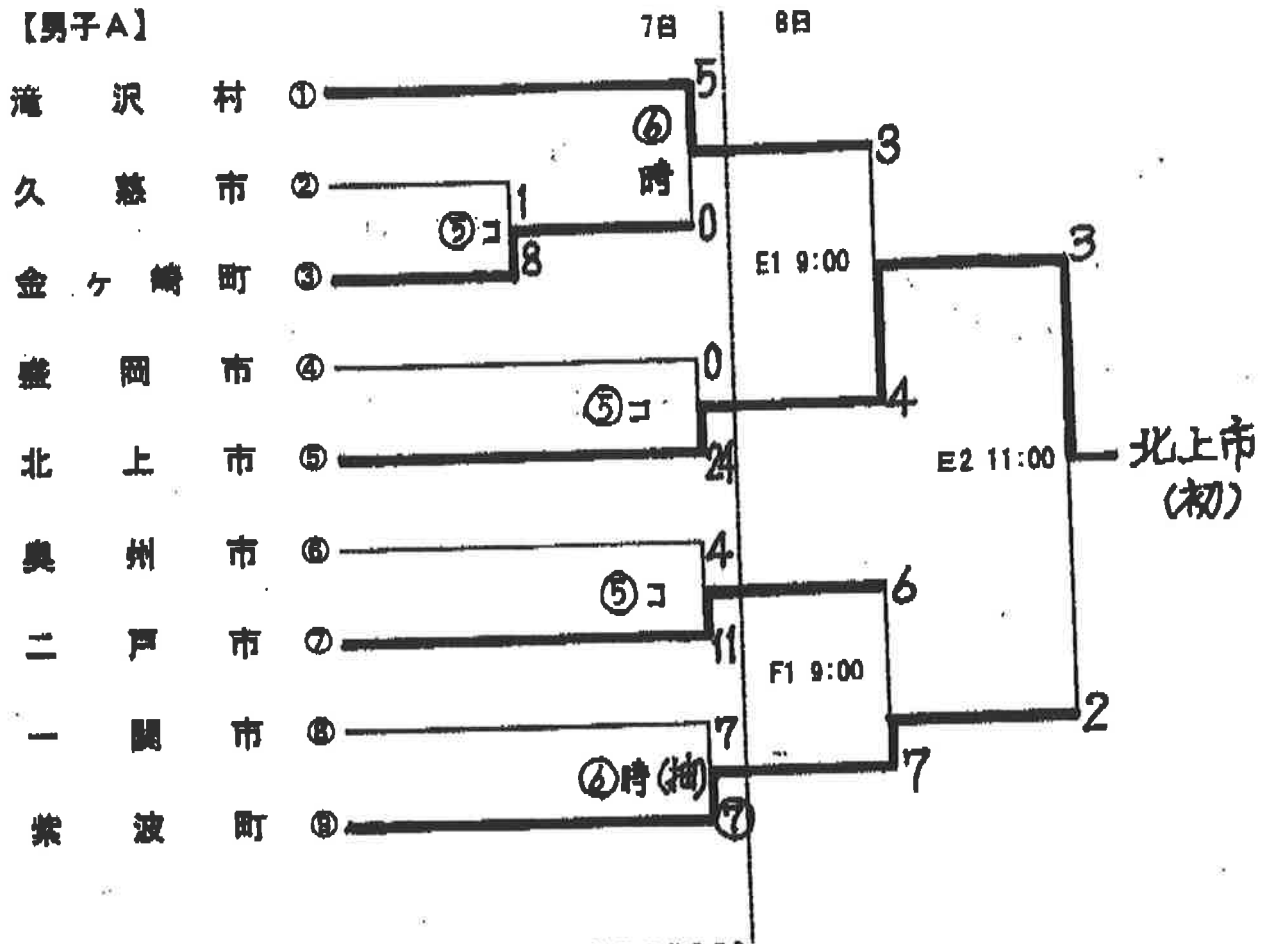 【男子A】 7日 8日
滝沢村 ① 5
⑥
時
3
久慈市 ② 1
⑤コ 0
金ヶ崎町 ③ 8
E1 9:00
3
盛岡市 ④ 0
⑤コ 4
北上市 ⑤ 24
E2 11:00
北上市
(初)
奥州市 ⑥ 4
⑤コ 6
二戸市 ⑦ 11
F1 9:00
2
一関市 ⑧ 7
⑥時(抽) 7
紫波町 ⑨ ⑦